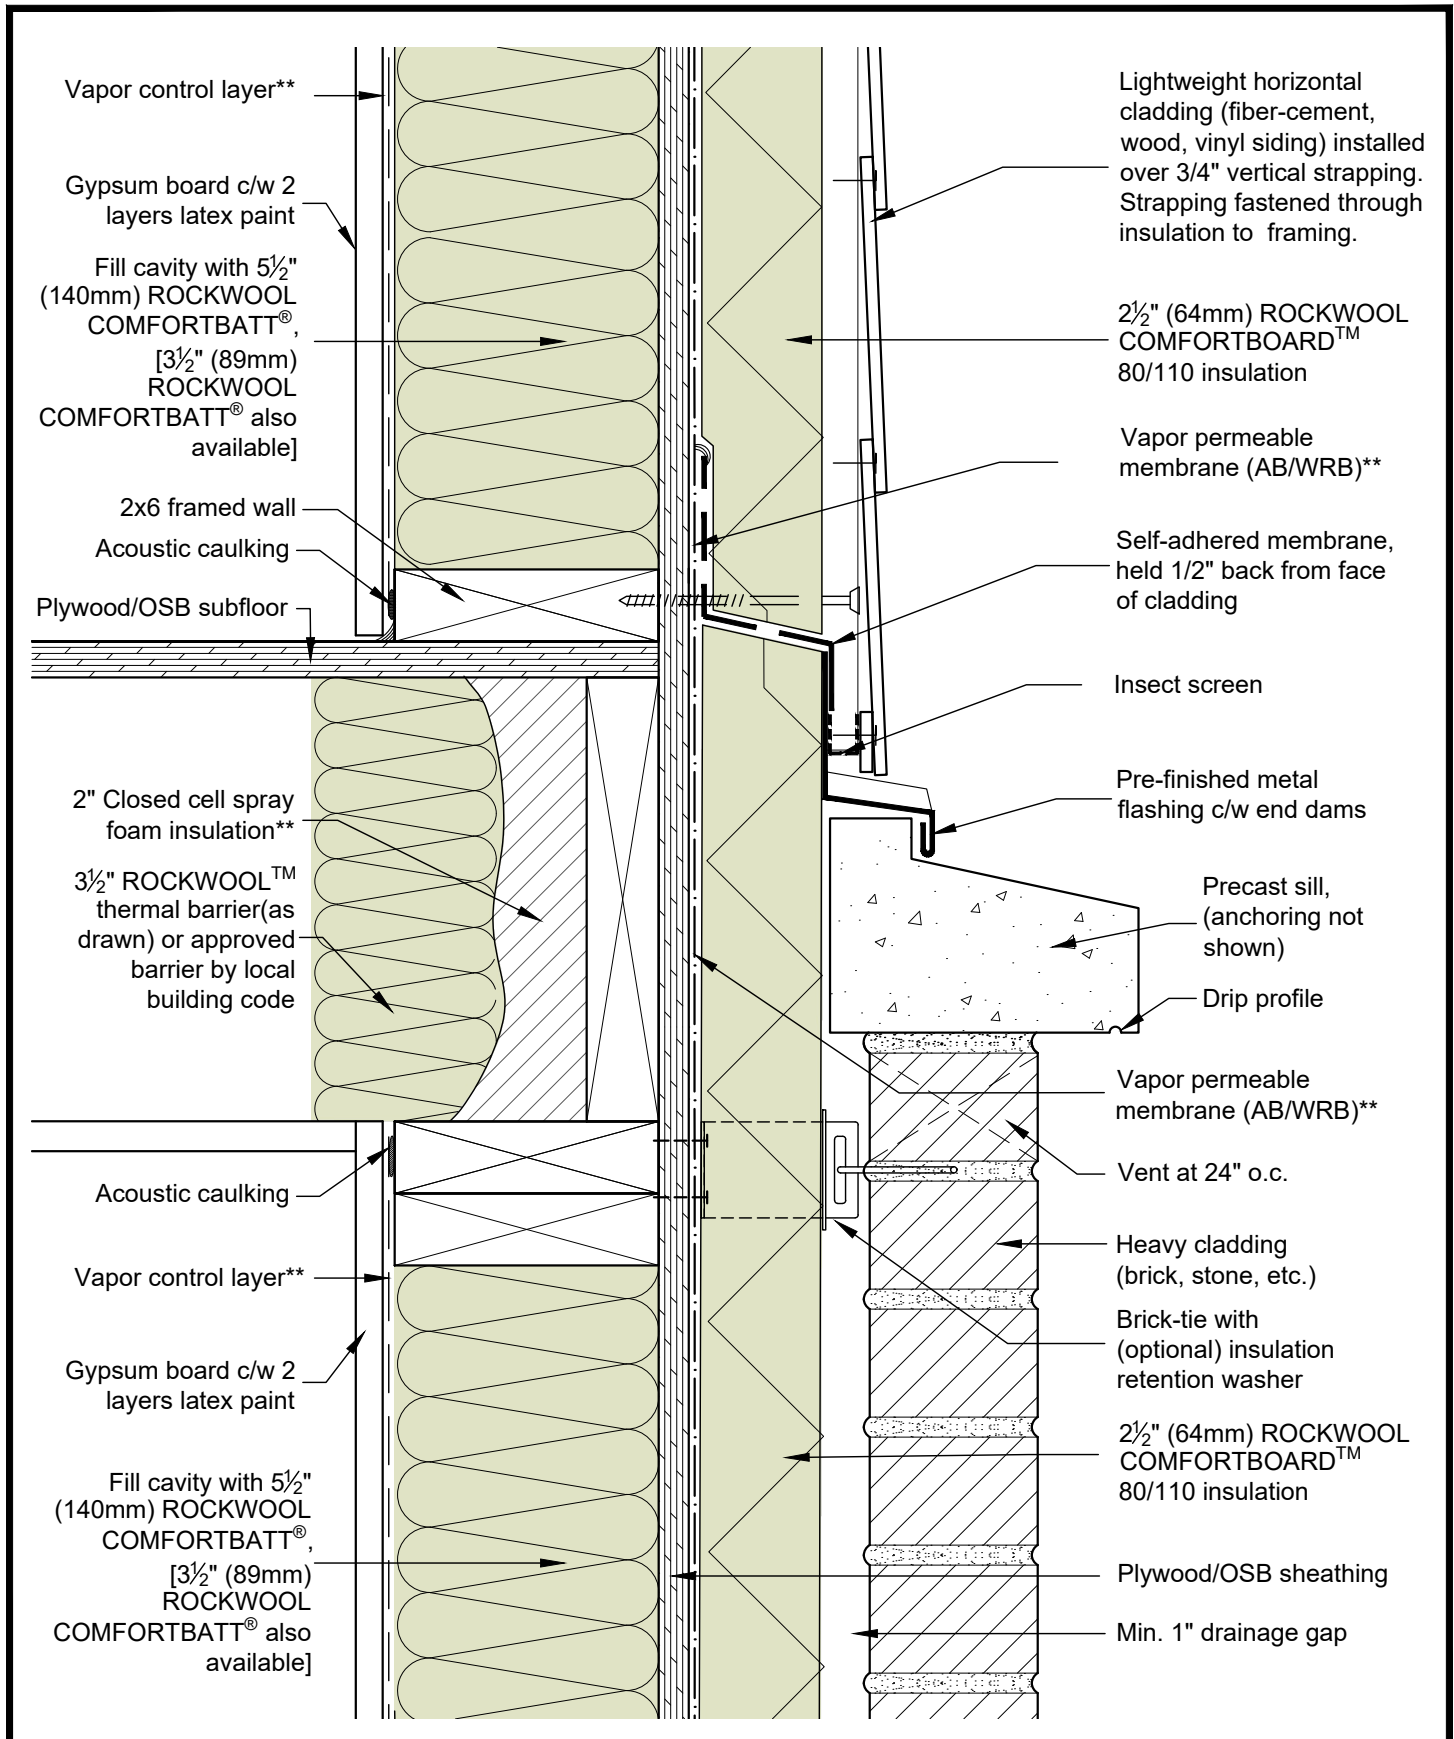 Vapor control layer**
Gypsum board c/w 2
layers latex paint
Fill cavity with 5½"
(140mm) ROCKWOOL
COMFORTBATT®,
[3½" (89mm)
ROCKWOOL
COMFORTBATT® also
available]
2x6 framed wall
Acoustic caulking
Plywood/OSB subfloor
2" Closed cell spray
foam insulation**
3½" ROCKWOOL™
thermal barrier(as
drawn) or approved
barrier by local
building code
Acoustic caulking
Vapor control layer**
Gypsum board c/w 2
layers latex paint
Fill cavity with 5½"
(140mm) ROCKWOOL
COMFORTBATT®,
[3½" (89mm)
ROCKWOOL
COMFORTBATT® also
available]
Lightweight horizontal
cladding (fiber-cement,
wood, vinyl siding) installed
over 3/4" vertical strapping.
Strapping fastened through
insulation to framing.
2½" (64mm) ROCKWOOL
COMFORTBOARD™
80/110 insulation
Vapor permeable
membrane (AB/WRB)**
Self-adhered membrane,
held 1/2" back from face
of cladding
Insect screen
Pre-finished metal
flashing c/w end dams
Precast sill,
(anchoring not
shown)
Drip profile
Vapor permeable
membrane (AB/WRB)**
Vent at 24" o.c.
Heavy cladding
(brick, stone, etc.)
Brick-tie with
(optional) insulation
retention washer
2½" (64mm) ROCKWOOL
COMFORTBOARD™
80/110 insulation
Plywood/OSB sheathing
Min. 1" drainage gap